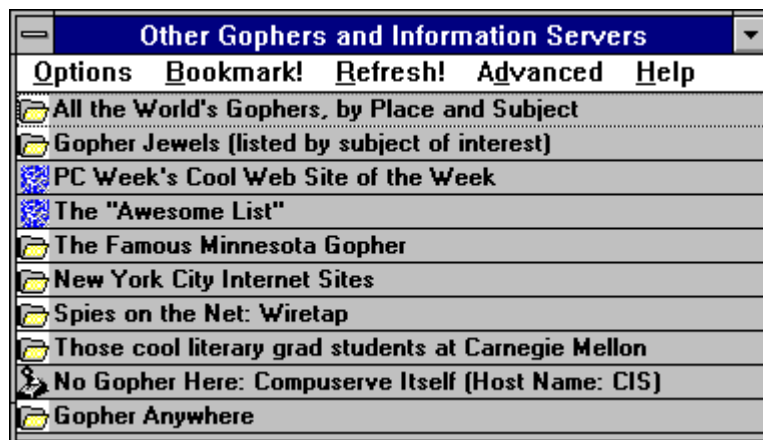 Other Gophers and Information Servers
Options Bookmark! Refresh! Advanced Help
All the World's Gophers, by Place and Subject
Gopher Jewels (listed by subject of interest)
PC Week's Cool Web Site of the Week
The "Awesome List"
The Famous Minnesota Gopher
New York City Internet Sites
Spies on the Net: Wiretap
Those cool literary grad students at Carnegie Mellon
No Gopher Here: Compuserve Itself (Host Name: CIS)
Gopher Anywhere